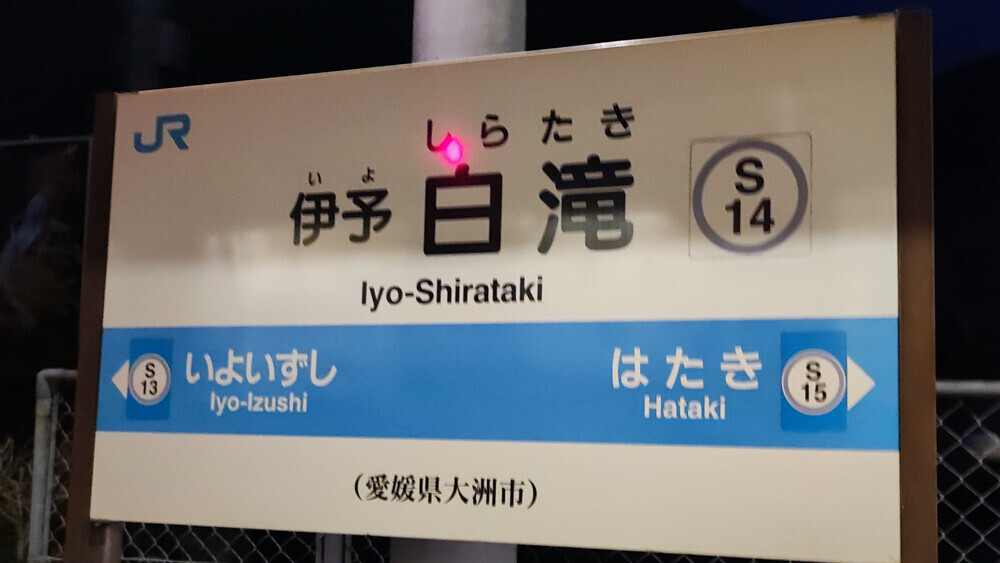 JR
しらたき
いよ
伊予白滝
S
14
Iyo-Shirataki
S
13
いよいずし
Iyo-Izushi
はたき
Hataki
S
15
（愛媛県大洲市）